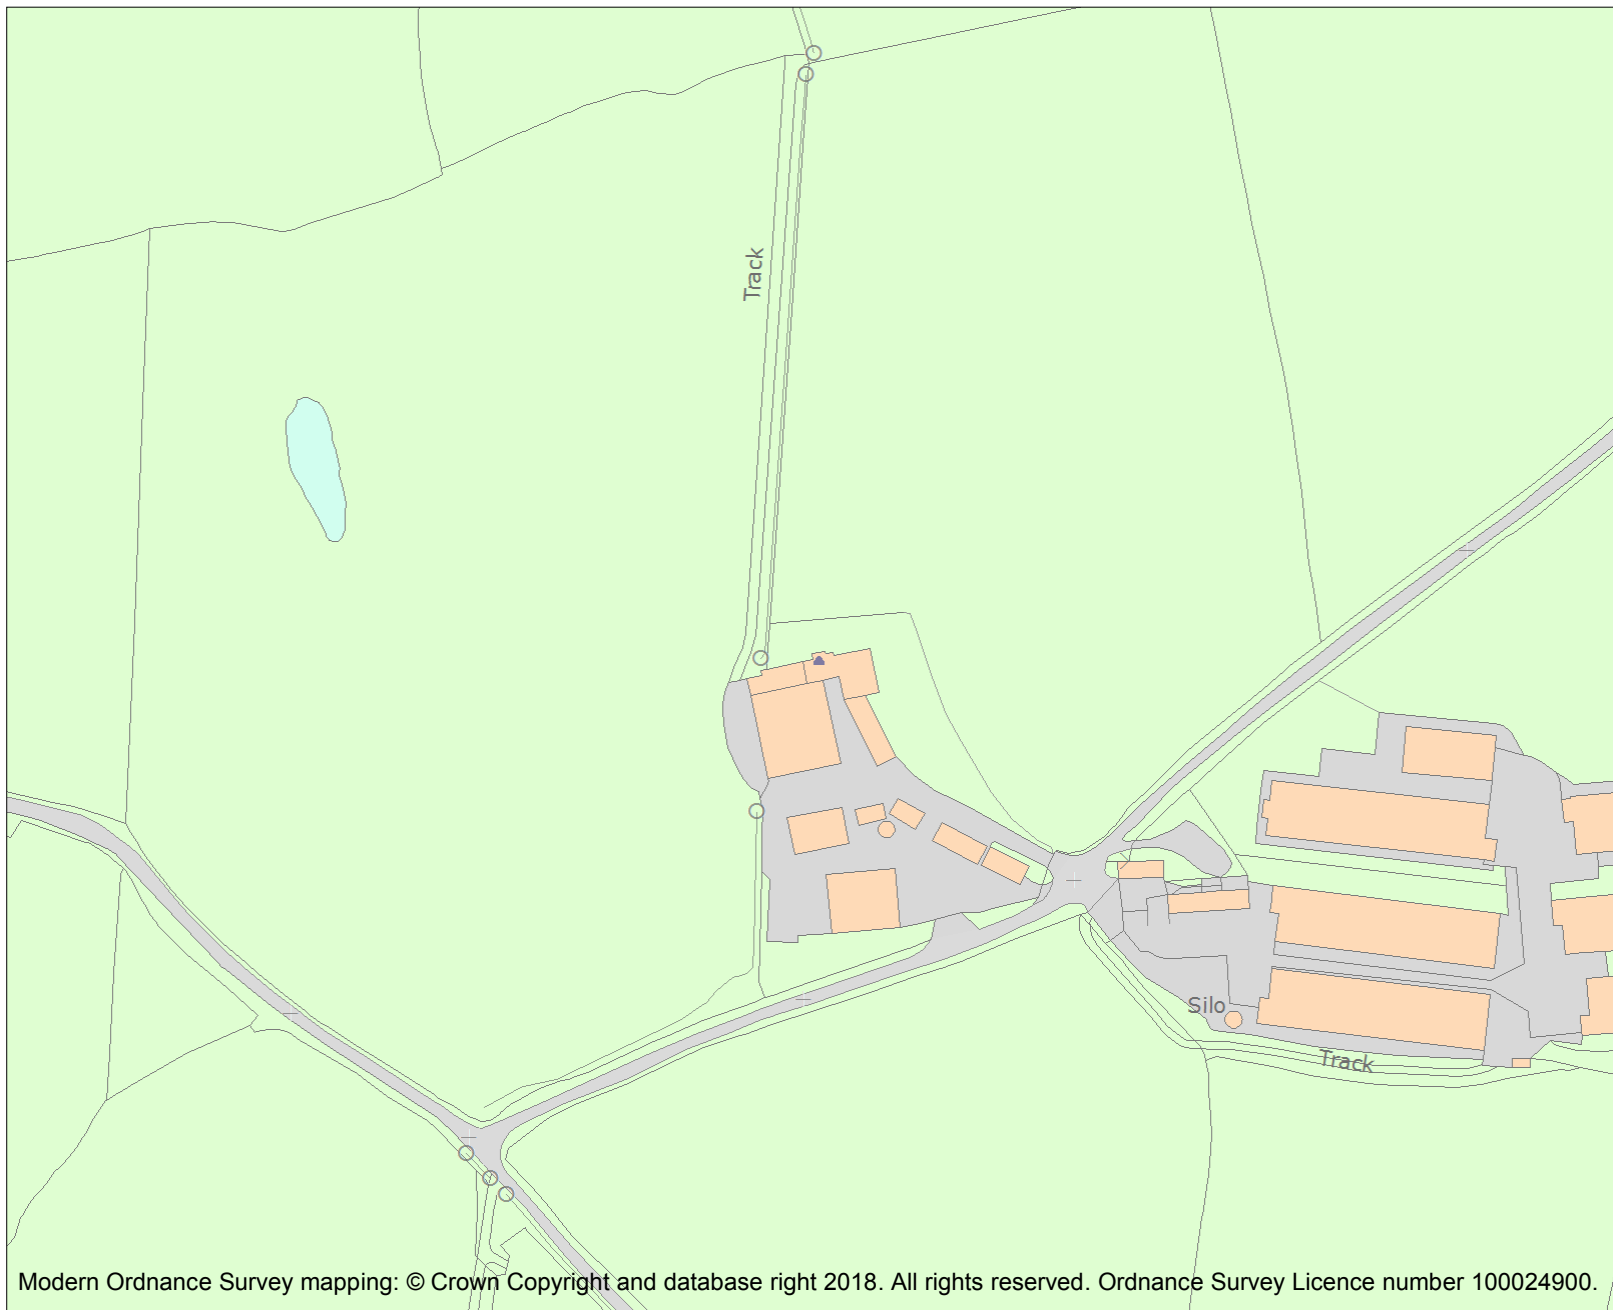 Track
Silo
Track
Modern Ordnance Survey mapping: © Crown Copyright and database right 2018. All rights reserved. Ordnance Survey Licence number 100024900.